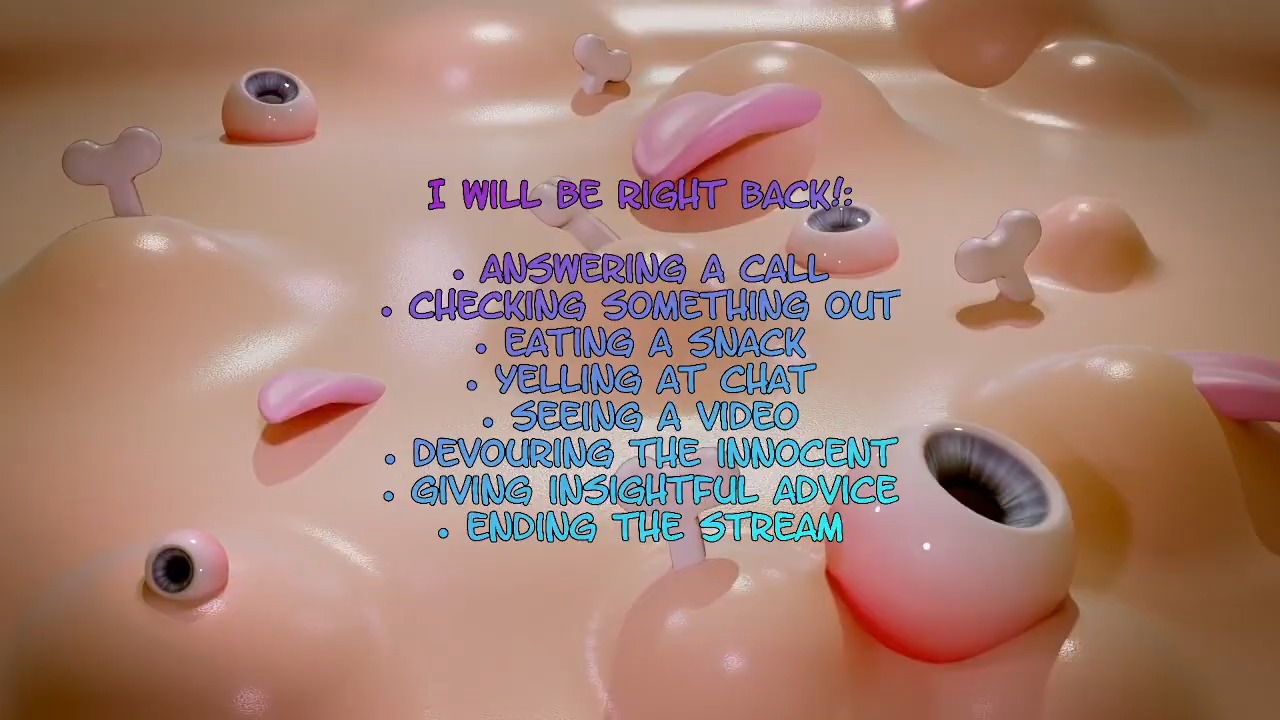 I WILL BE RIGHT BACK!:
• ANSWERING A CALL
• CHECKING SOMETHING OUT
• EATING A SNACK
• YELLING AT CHAT
• SEEING A VIDEO
• DEVOURING THE INNOCENT
• GIVING INSIGHTFUL ADVICE
• ENDING THE STREAM